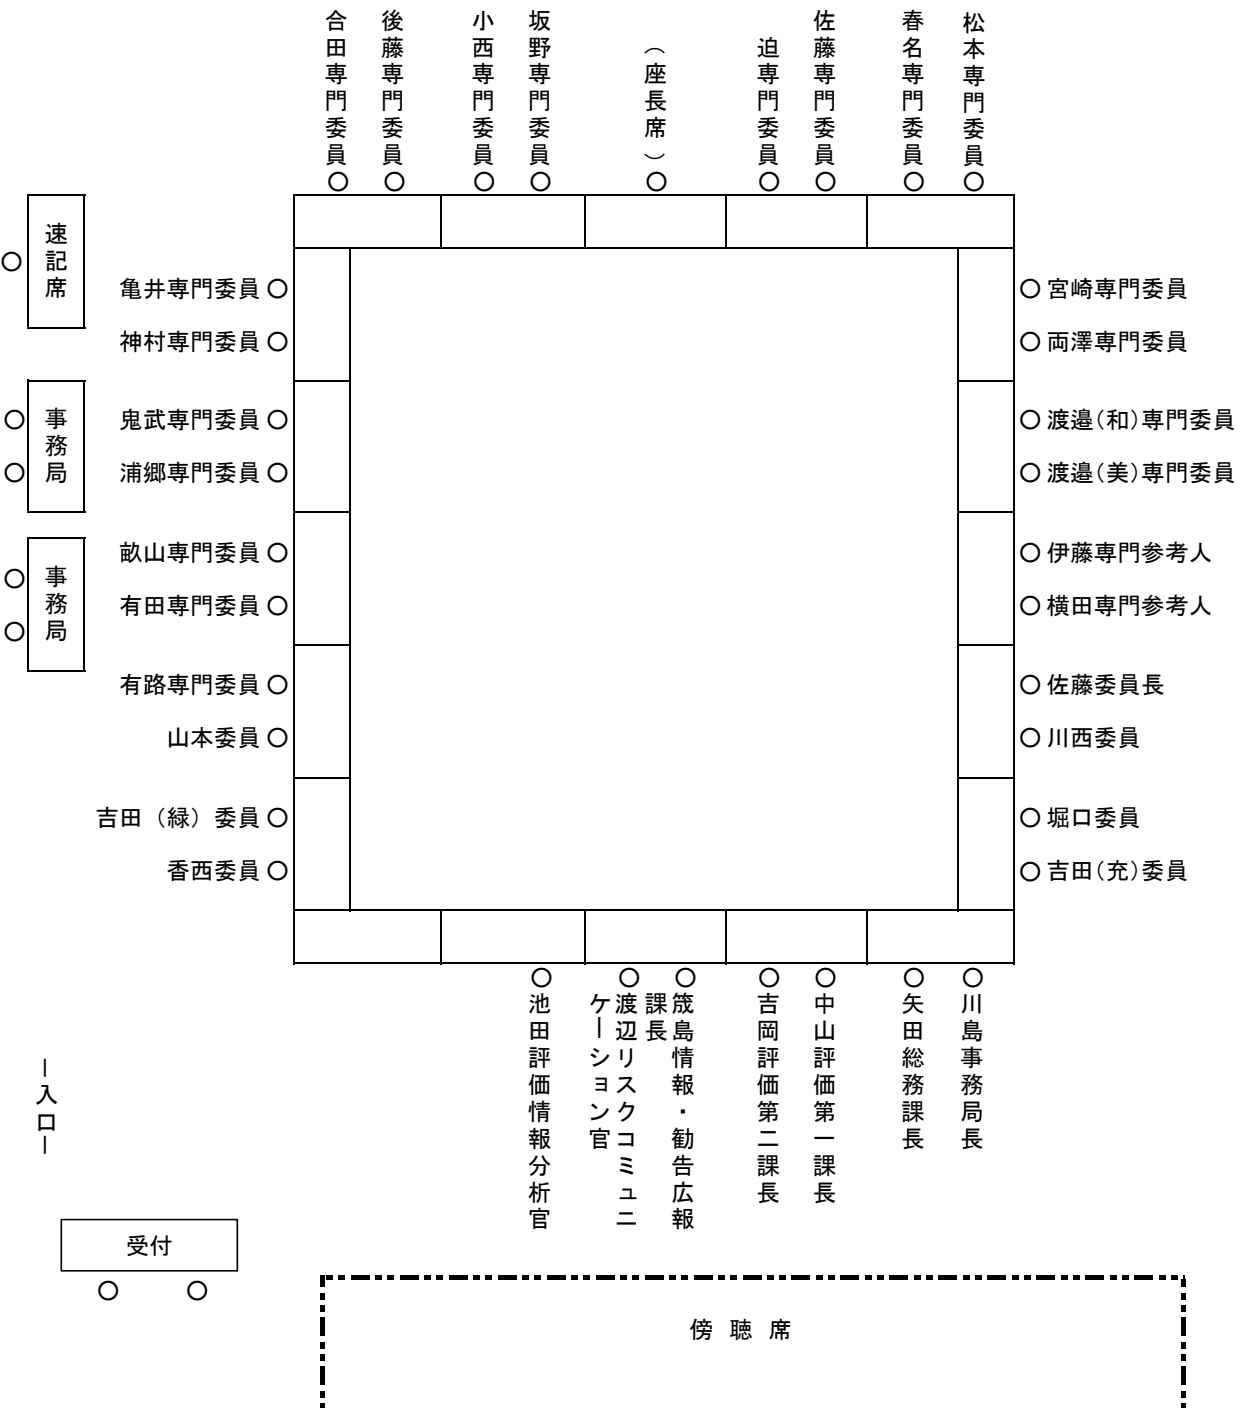 合田専門委員
後藤専門委員
小西専門委員
坂野専門委員
（座長席）
迫専門委員
佐藤専門委員
春名専門委員
松本専門委員
速記席
事務局
事務局
亀井専門委員
神村専門委員
鬼武専門委員
浦郷専門委員
畝山専門委員
有田専門委員
有路専門委員
山本委員
吉田（緑）委員
香西委員
宮崎専門委員
両澤専門委員
渡邉（和）専門委員
渡邉（美）専門委員
伊藤専門参考人
横田専門参考人
佐藤委員長
川西委員
堀口委員
吉田（充）委員
池田評価情報分析官
渡辺リスクコミュニ
ケーション官
筬島情報・勧告広報
課長
吉岡評価第二課長
中山評価第一課長
矢田総務課長
川島事務局長
ー入口ー
受付
傍聴席